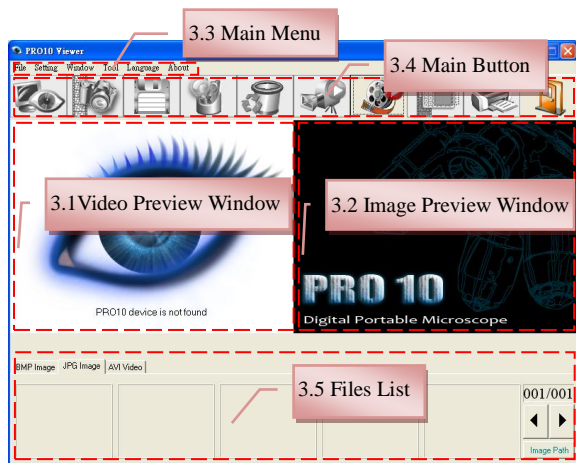 3.3 Main Menu
PRO10 Viewer
3.4 Main Button
File Setting Window Tool Language About
3.1Video Preview Window
3.2 Image Preview Window
PRO10 device is not found
PRO 10
Digital Portable Microscope
BMP Image JPG Image AVI Video
3.5 Files List
001/001
Image Path